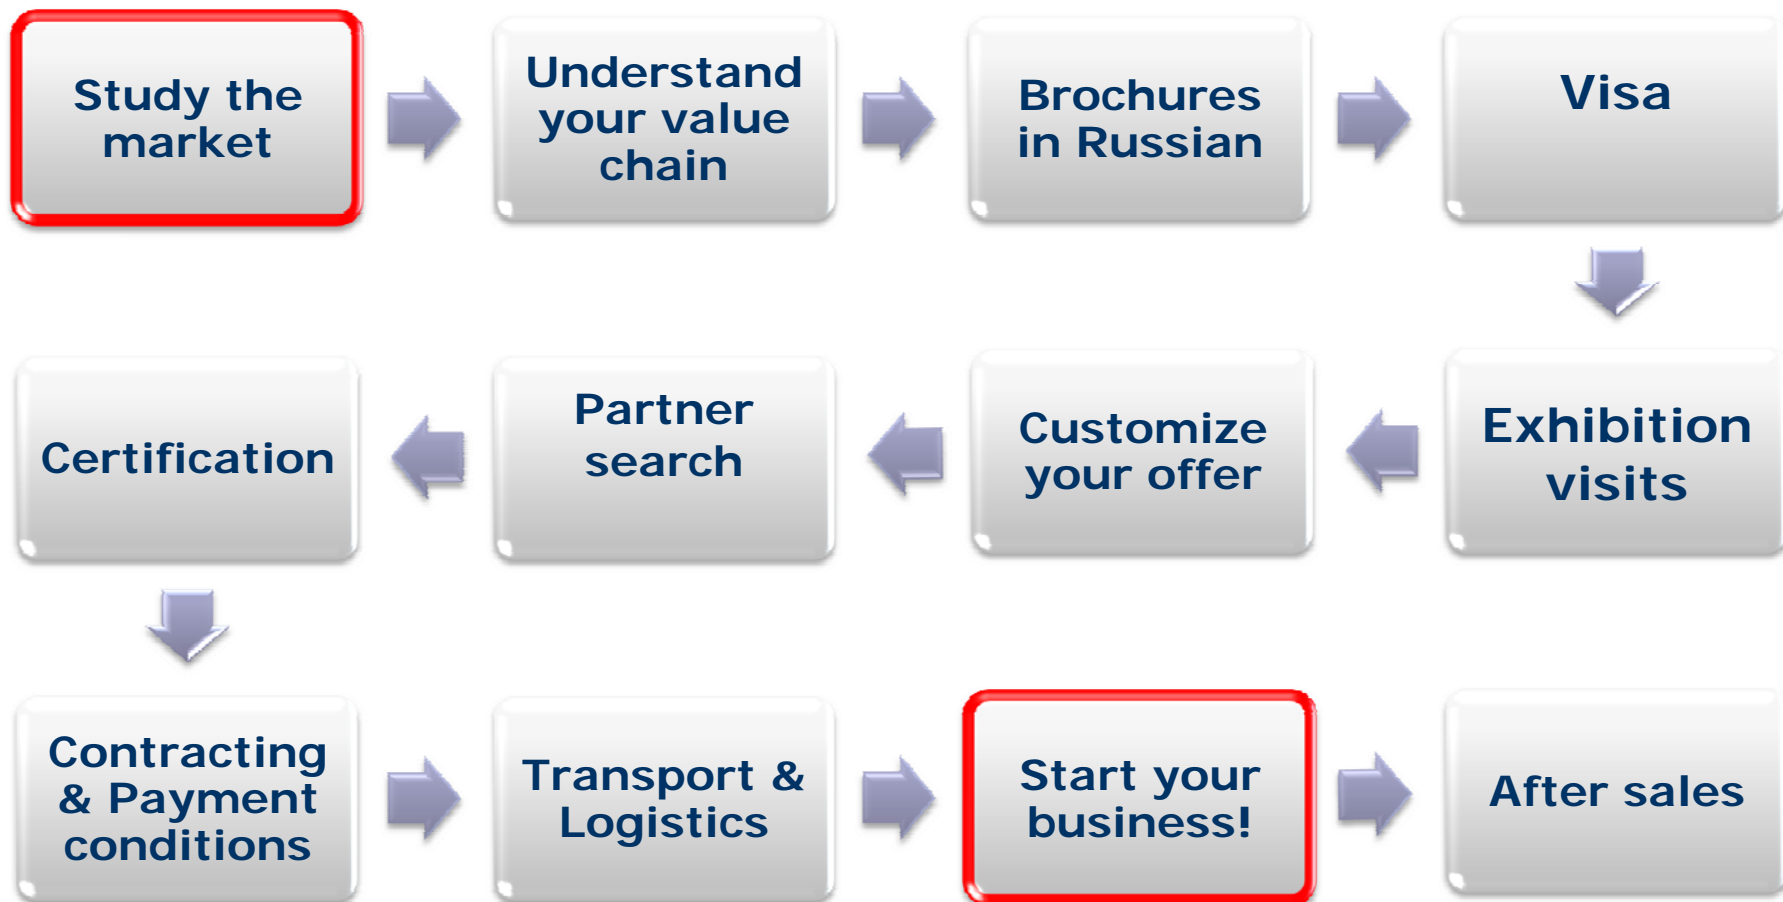 Study the
market
Understand
your value
chain
Brochures
in Russian
Visa
Exhibition
visits
Customize
your offer
Partner
search
Certification
Contracting
& Payment
conditions
Transport &
Logistics
Start your
business!
After sales